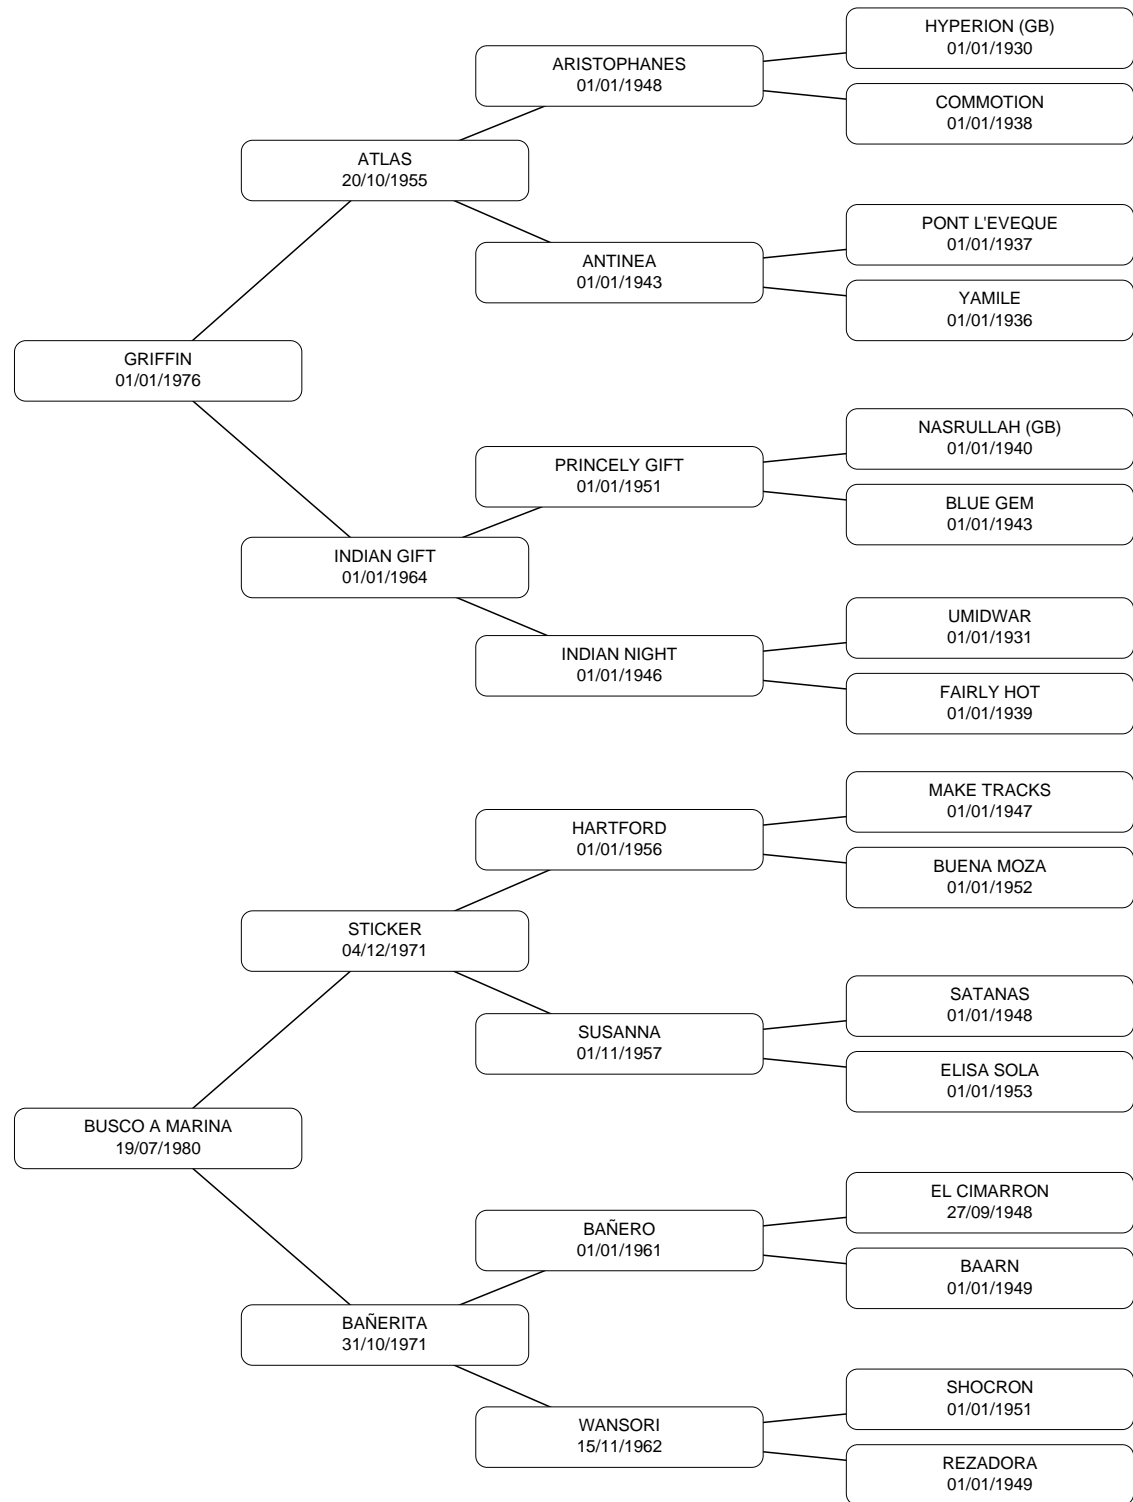 HYPERION (GB)
01/01/1930
ARISTOPHANES
01/01/1948
COMMOTION
01/01/1938
ATLAS
20/10/1955
PONT L'EVEQUE
01/01/1937
ANTINEA
01/01/1943
YAMILE
01/01/1936
GRIFFIN
01/01/1976
NASRULLAH (GB)
01/01/1940
PRINCELY GIFT
01/01/1951
BLUE GEM
01/01/1943
INDIAN GIFT
01/01/1964
UMIDWAR
01/01/1931
INDIAN NIGHT
01/01/1946
FAIRLY HOT
01/01/1939
MAKE TRACKS
01/01/1947
HARTFORD
01/01/1956
BUENA MOZA
01/01/1952
STICKER
04/12/1971
SATANAS
01/01/1948
SUSANNA
01/11/1957
ELISA SOLA
01/01/1953
BUSCO A MARINA
19/07/1980
EL CIMARRON
27/09/1948
BAÑERO
01/01/1961
BAARN
01/01/1949
BAÑERITA
31/10/1971
SHOCRON
01/01/1951
WANSORI
15/11/1962
REZADORA
01/01/1949